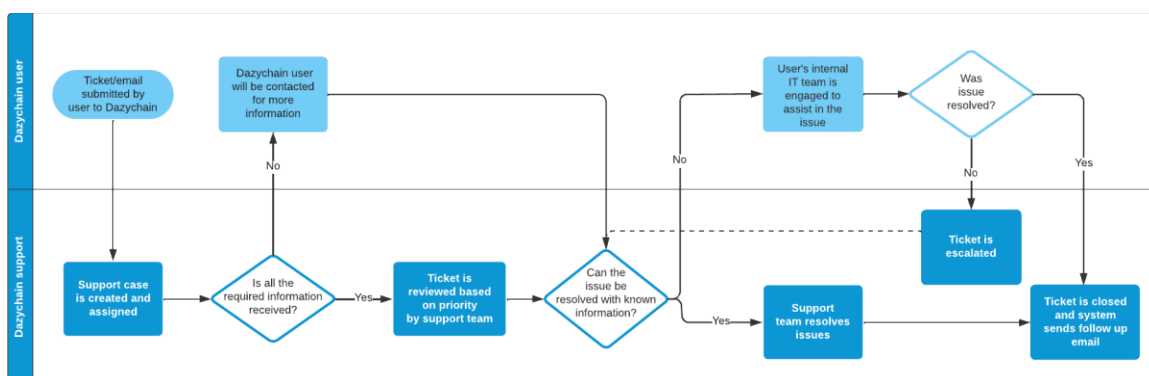 Dazychain user
Ticket/email
submitted by
user to Dazychain
Dazychain user
will be contacted
for more
information
User's internal
IT team is
engaged to
assist in the
issue
Was
issue
resolved?
No
No
No
Yes
Dazychain support
Support case
is created and
assigned
Is all the
required information
received?
Yes
Ticket is
reviewed based
on priority
by support team
Can the
issue be
resolved with known
information?
Yes
Support
team resolves
issues
Ticket is
escalated
Ticket is closed
and system
sends follow up
email